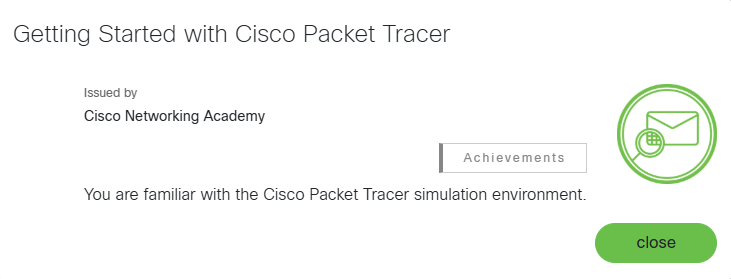 Getting Started with Cisco Packet Tracer
Issued by
Cisco Networking Academy
Achievements
You are familiar with the Cisco Packet Tracer simulation environment.
close